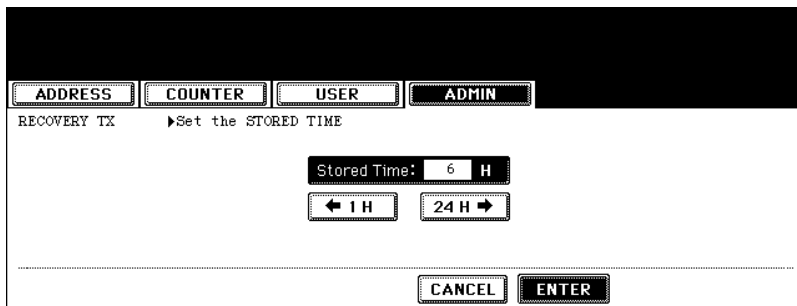 ADDRESS COUNTER USER ADMIN
RECOVERY TX ▶Set the STORED TIME
Stored Time: 6 H
← 1 H 24 H →
CANCEL ENTER